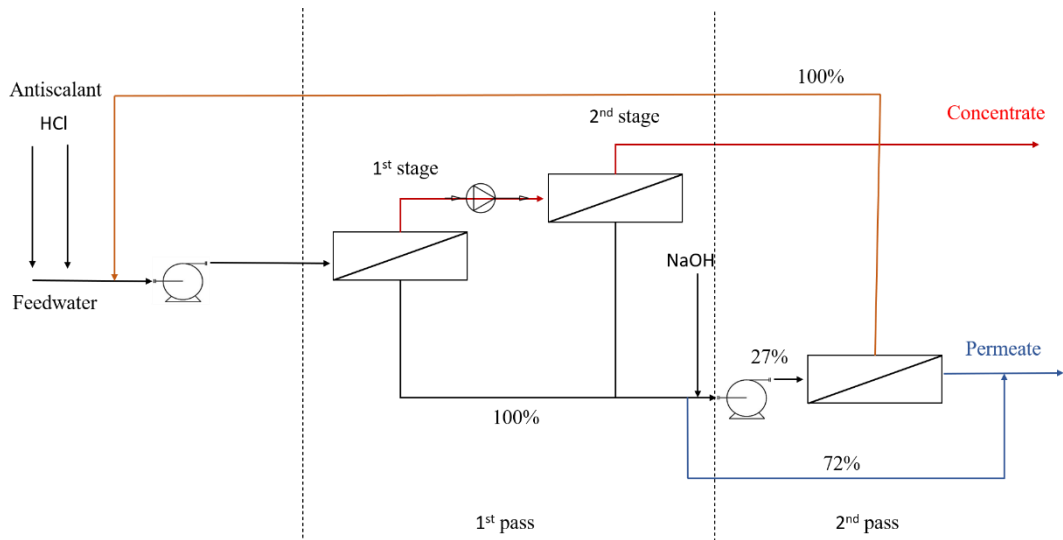 100%
Antiscalant
HCl
Concentrate
2nd stage
1st stage
NaOH
Feedwater
27%
Permeate
100%
72%
1st pass
2nd pass